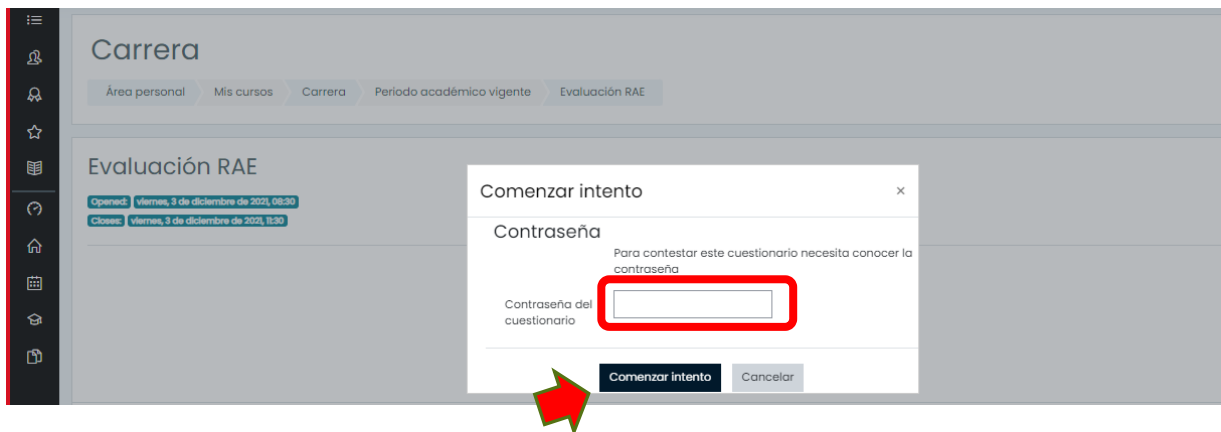 Carrera
Área personal Mis cursos Carrera Periodo académico vigente Evaluación RAE
Evaluación RAE
Opened: viernes, 3 de diciembre de 2021, 08:30
Closes: viernes, 3 de diciembre de 2021, 11:30
Comenzar intento ×
Contraseña
Para contestar este cuestionario necesita conocer la
contraseña
Contraseña del
cuestionario
Comenzar intento Cancelar